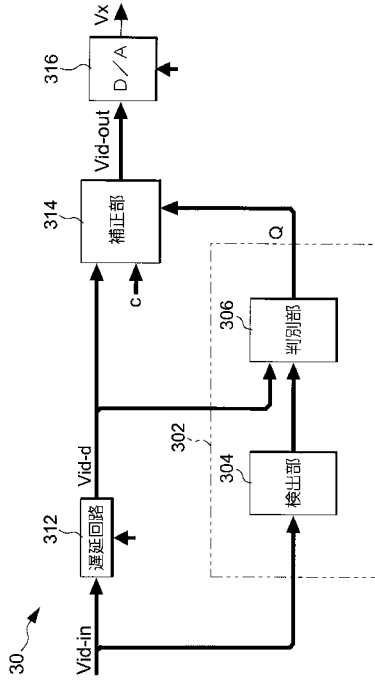 30
Vid-in
312
遅延回路
Vid-d
314
補正部
c
Vid-out
316
D/A
Vx
302
304
検出部
306
判別部
Q